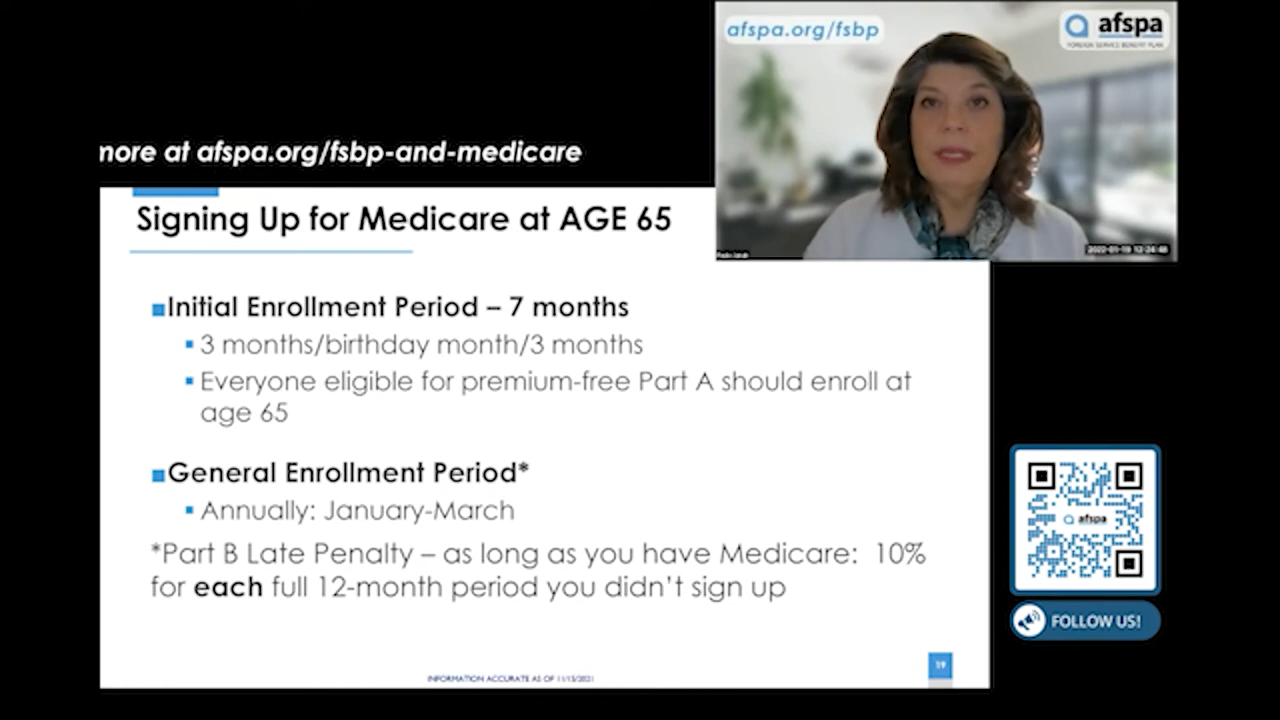 afspa.org/fsbp
afspa
FOREIGN SERVICE BENEFIT PLAN
more at afspa.org/fsbp-and-medicare
Signing Up for Medicare at AGE 65
Initial Enrollment Period – 7 months
3 months/birthday month/3 months
Everyone eligible for premium-free Part A should enroll at
age 65
General Enrollment Period*
Annually: January-March
*Part B Late Penalty – as long as you have Medicare: 10%
for each full 12-month period you didn't sign up
INFORMATION ACCURATE AS OF 11/15/2021
19
afspa
FOLLOW US!